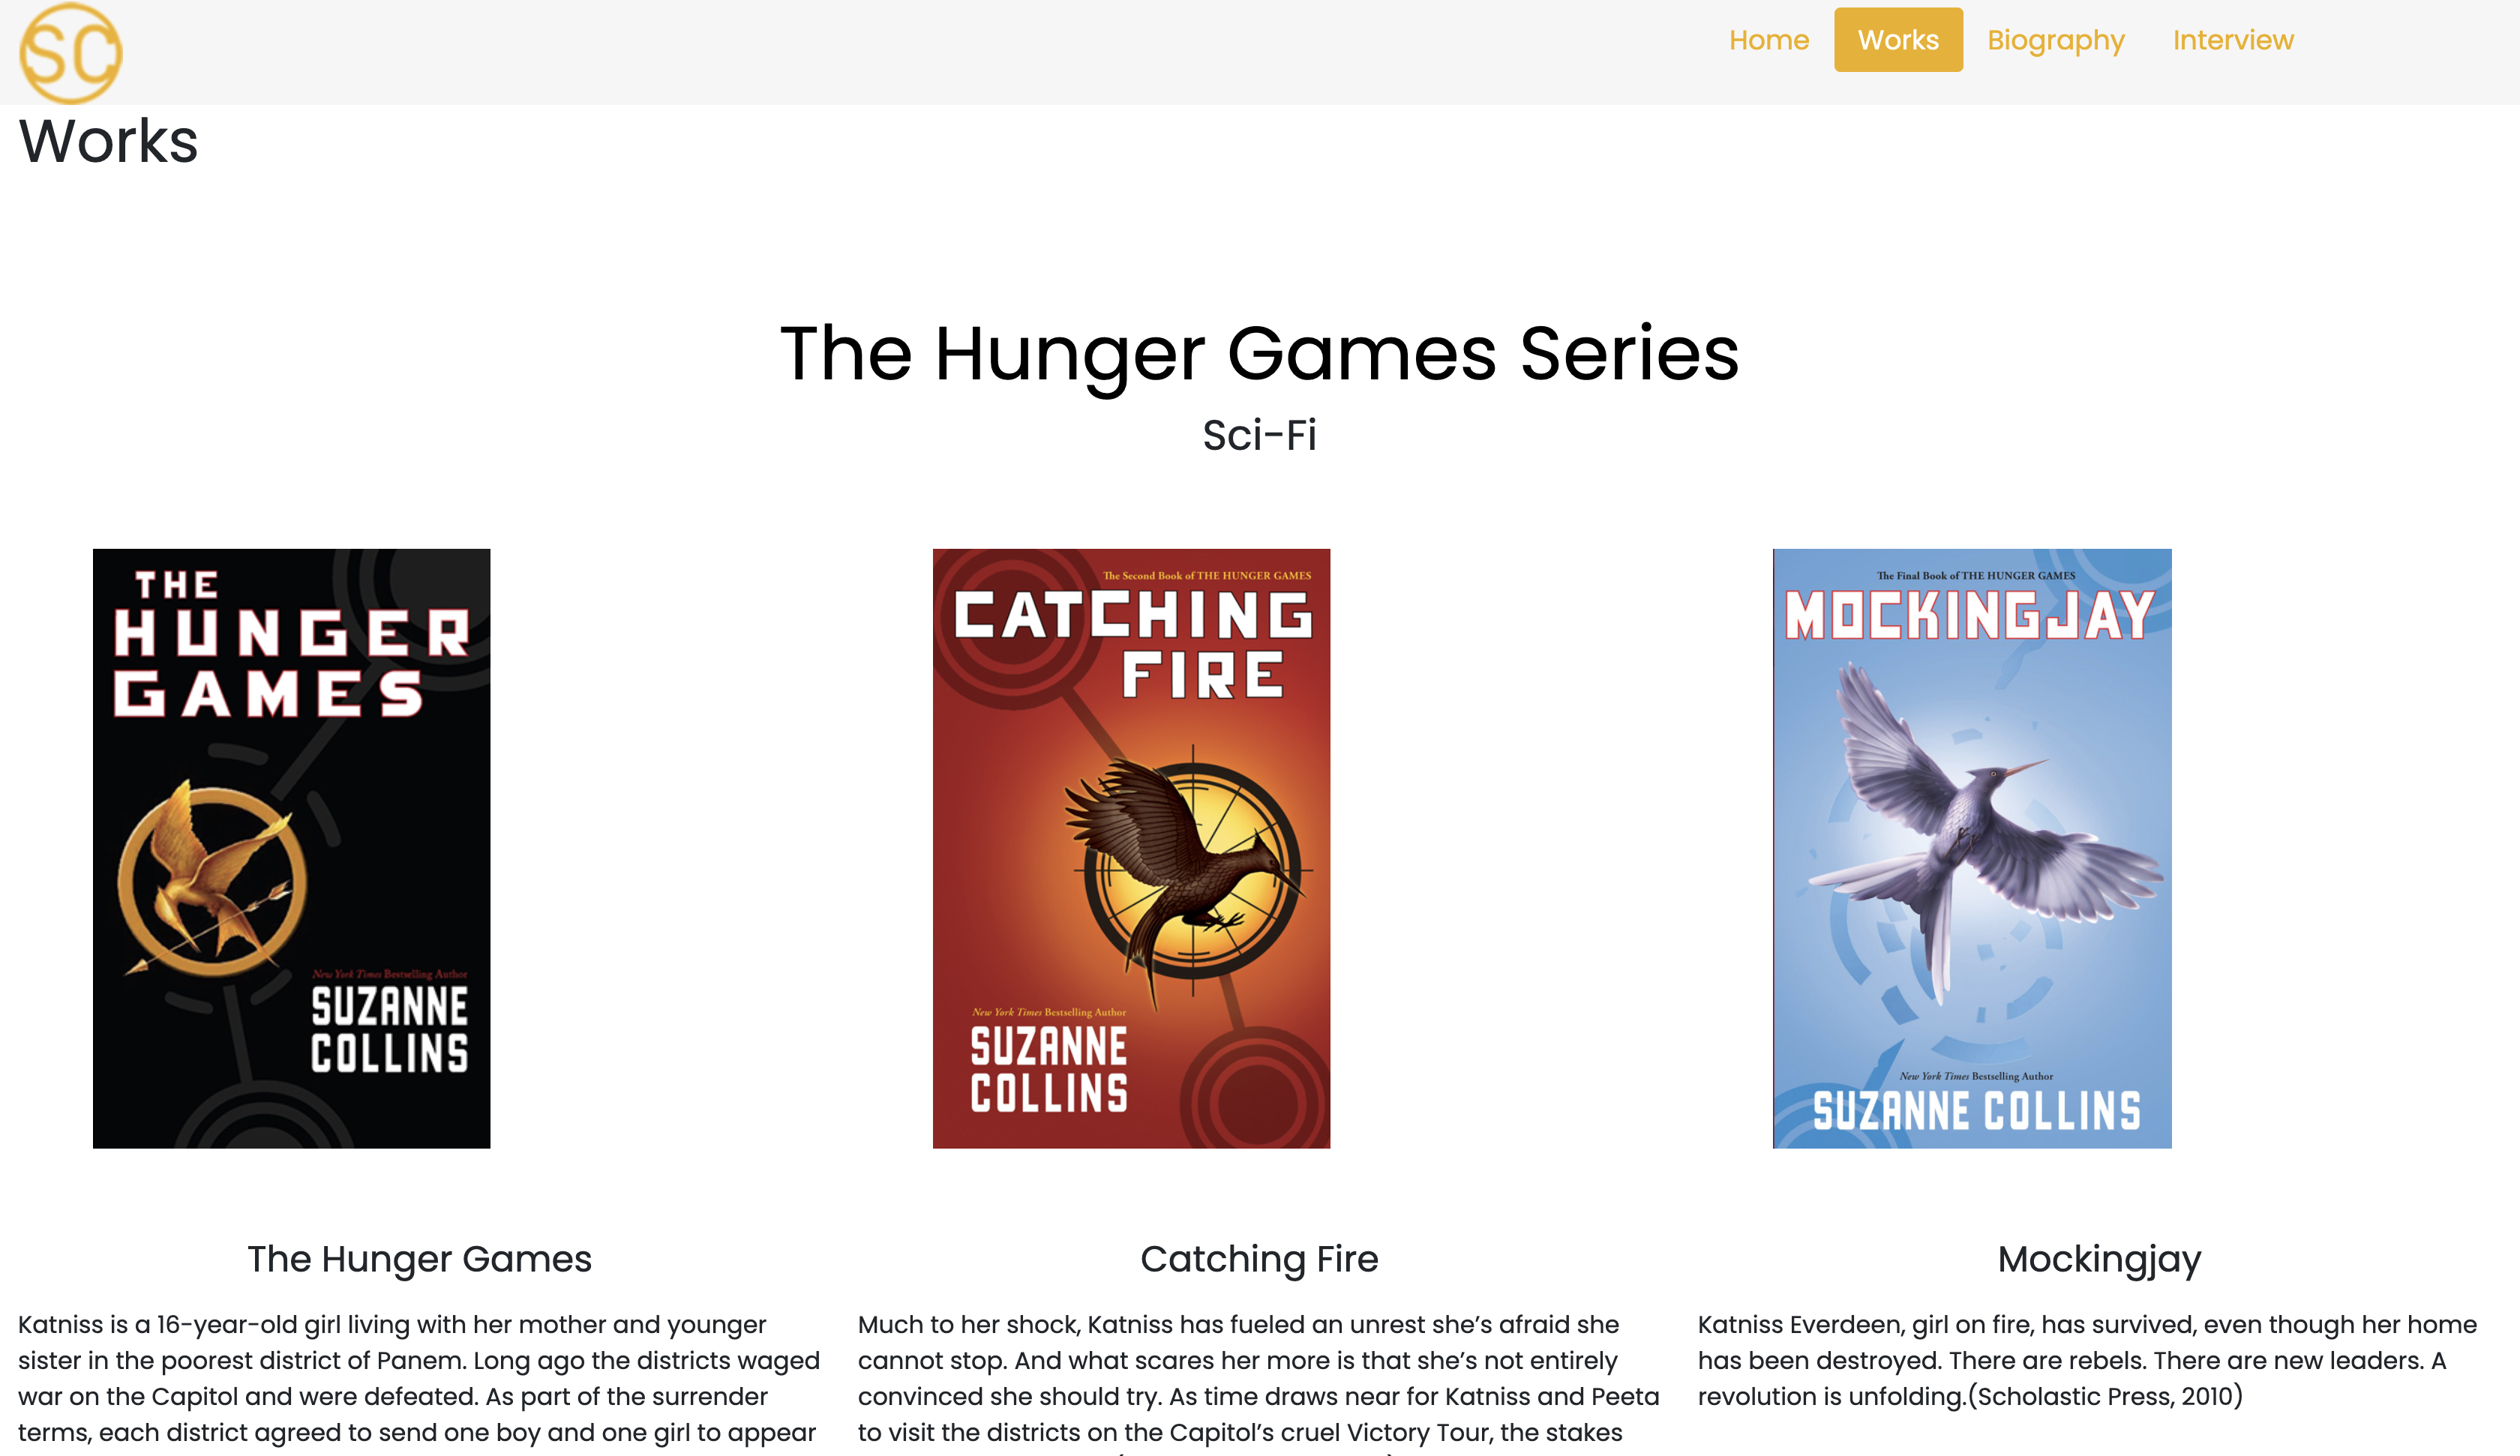 SC
Home Works Biography Interview
Works
The Hunger Games Series
Sci-Fi
THE
HUNGER
GAMES
New York Times Bestselling Author
SUZANNE
COLLINS
The Second Book of THE HUNGER GAMES
CATCHING
FIRE
New York Times Bestselling Author
SUZANNE
COLLINS
The Final Book of THE HUNGER GAMES
MOCKINGJAY
New York Times Bestselling Author
SUZANNE COLLINS
The Hunger Games
Katniss is a 16-year-old girl living with her mother and younger
sister in the poorest district of Panem. Long ago the districts waged
war on the Capitol and were defeated. As part of the surrender
terms, each district agreed to send one boy and one girl to appear
Catching Fire
Much to her shock, Katniss has fueled an unrest she’s afraid she
cannot stop. And what scares her more is that she’s not entirely
convinced she should try. As time draws near for Katniss and Peeta
to visit the districts on the Capitol’s cruel Victory Tour, the stakes
Mockingjay
Katniss Everdeen, girl on fire, has survived, even though her home
has been destroyed. There are rebels. There are new leaders. A
revolution is unfolding.(Scholastic Press, 2010)